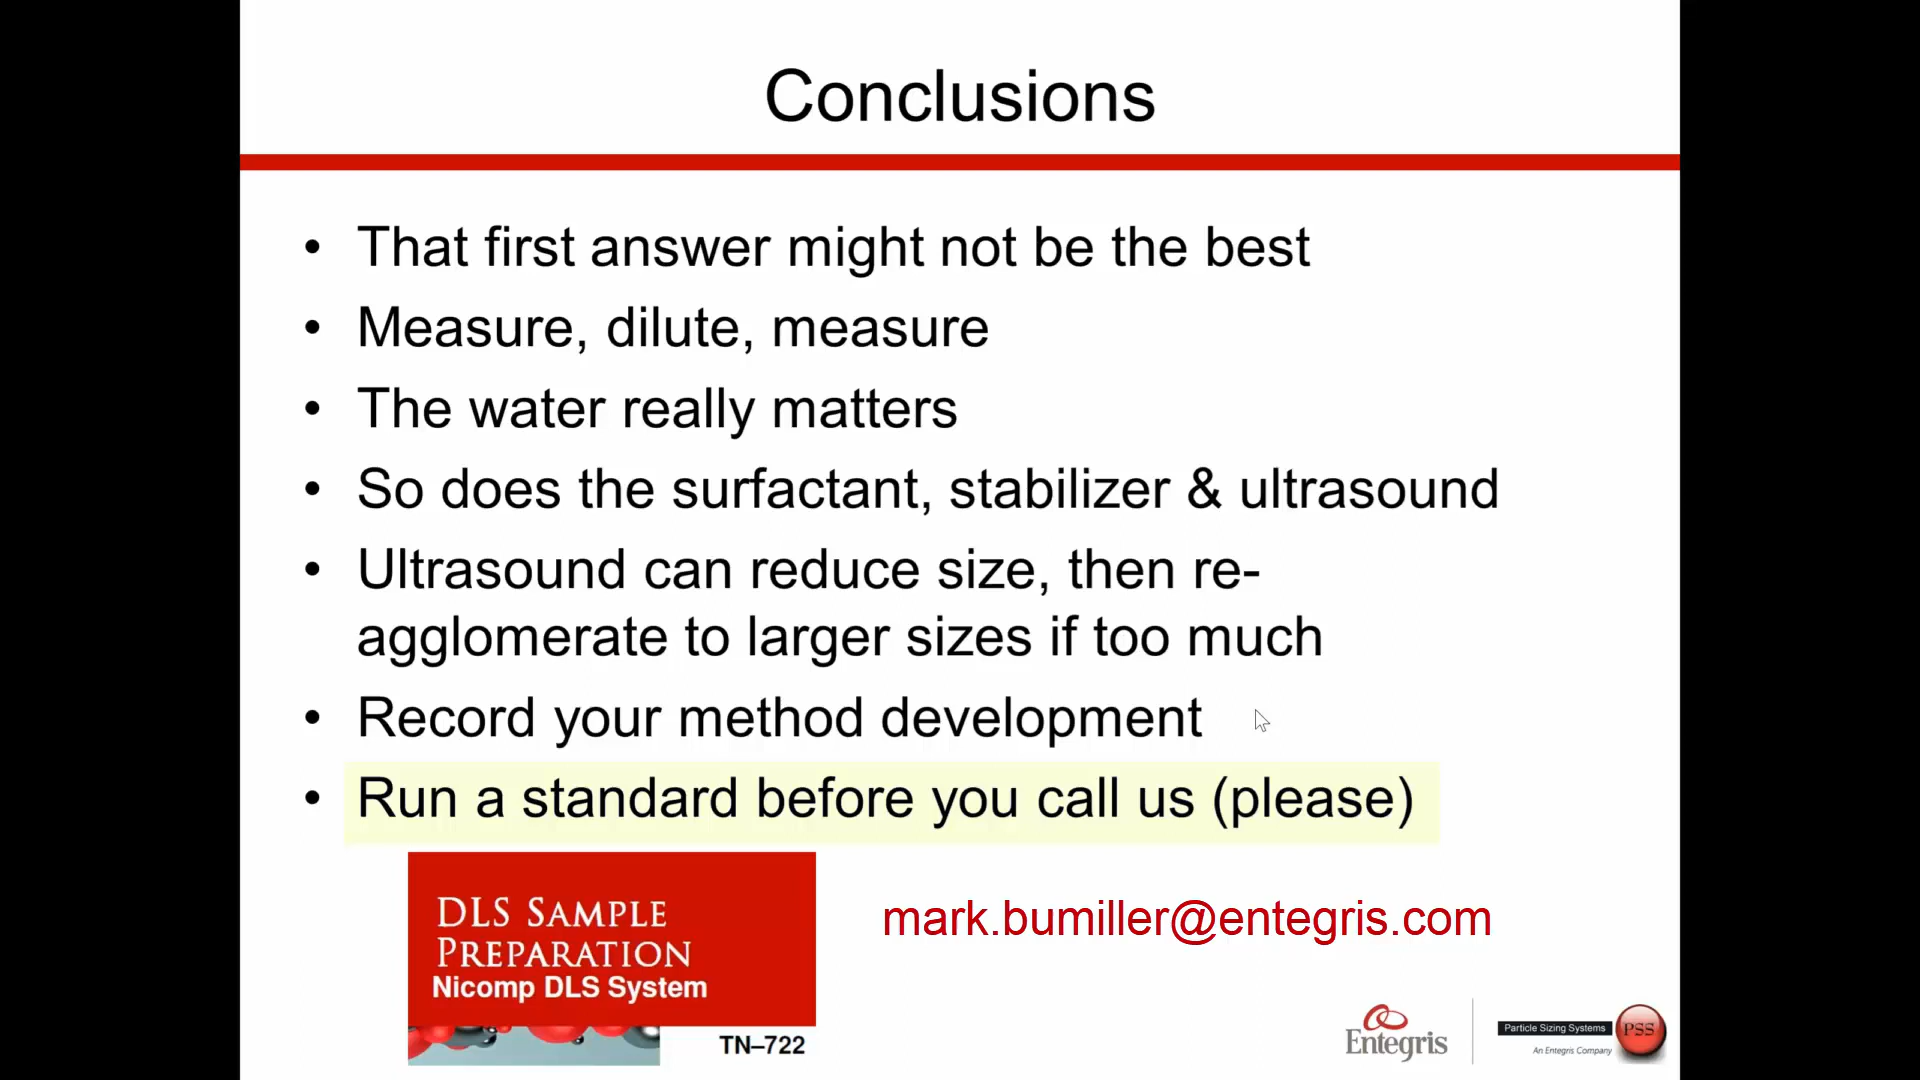 Conclusions
• That first answer might not be the best
• Measure, dilute, measure
• The water really matters
• So does the surfactant, stabilizer & ultrasound
• Ultrasound can reduce size, then re-
agglomerate to larger sizes if too much
• Record your method development
• Run a standard before you call us (please)
DLS SAMPLE
PREPARATION
Nicomp DLS System
TN–722
mark.bumiller@entegris.com
Entegris
Particle Sizing Systems
PSS
An Entegris Company